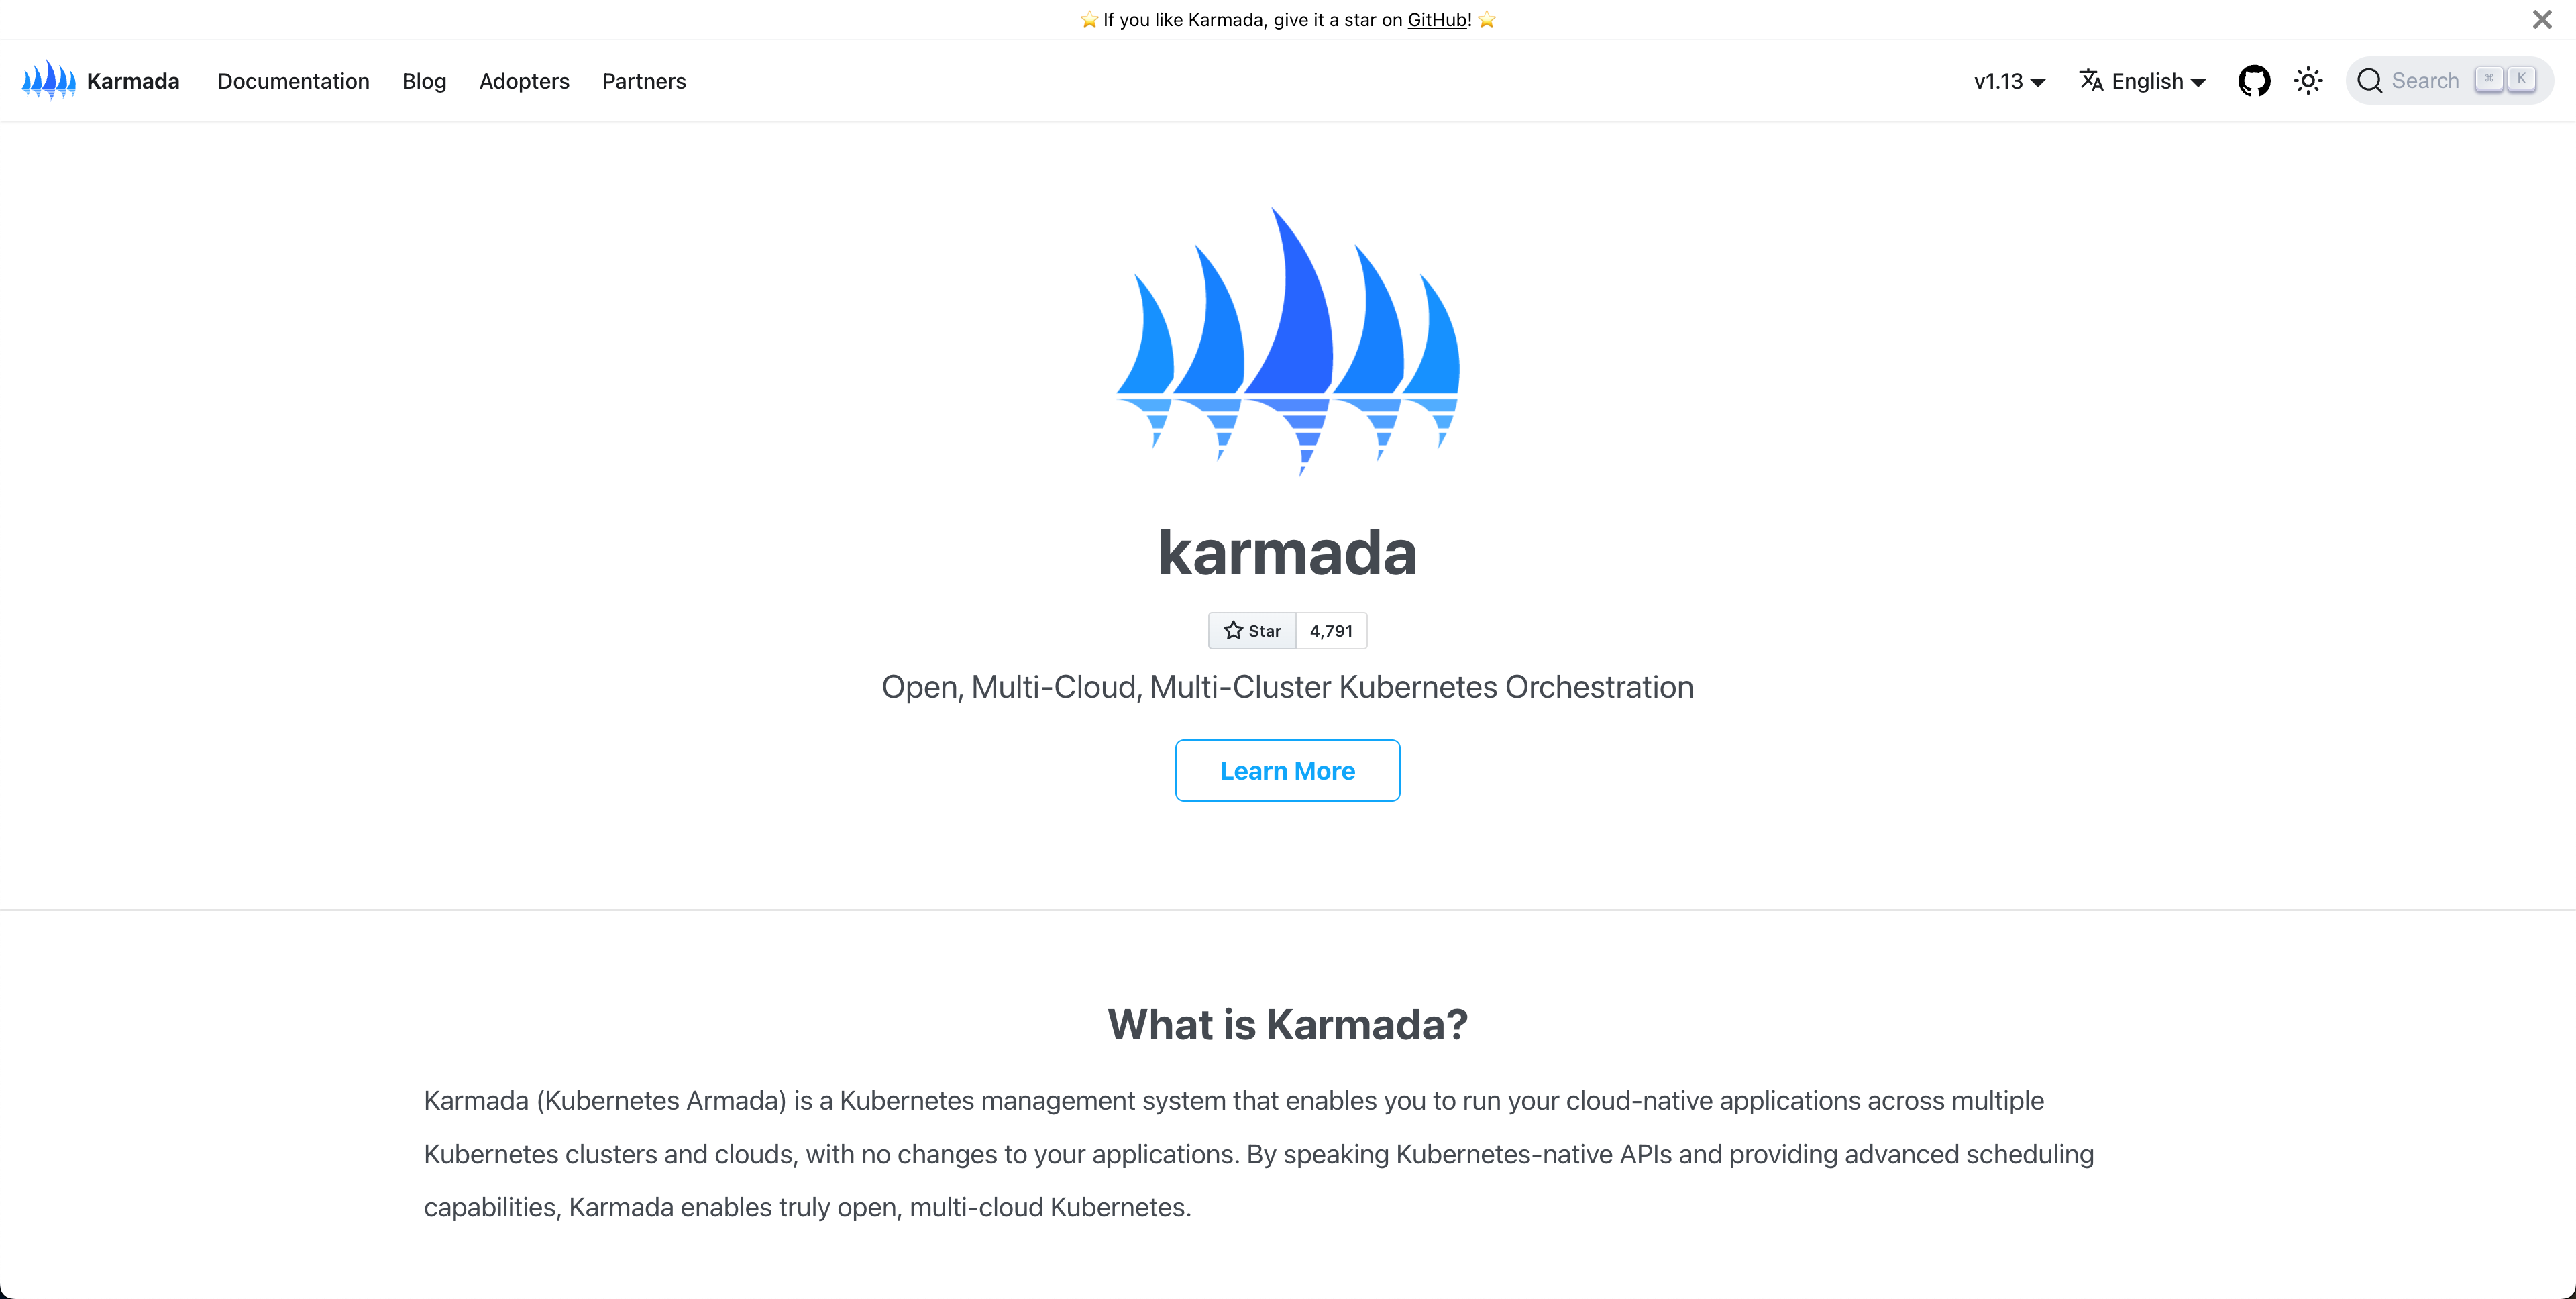 ⭐️ If you like Karmada, give it a star on GitHub! ⭐️
Karmada Documentation Blog Adopters Partners v1.13 English Search ⌘ K
karmada
Star 4,791
Open, Multi-Cloud, Multi-Cluster Kubernetes Orchestration
Learn More
What is Karmada?
Karmada (Kubernetes Armada) is a Kubernetes management system that enables you to run your cloud-native applications across multiple
Kubernetes clusters and clouds, with no changes to your applications. By speaking Kubernetes-native APIs and providing advanced scheduling
capabilities, Karmada enables truly open, multi-cloud Kubernetes.